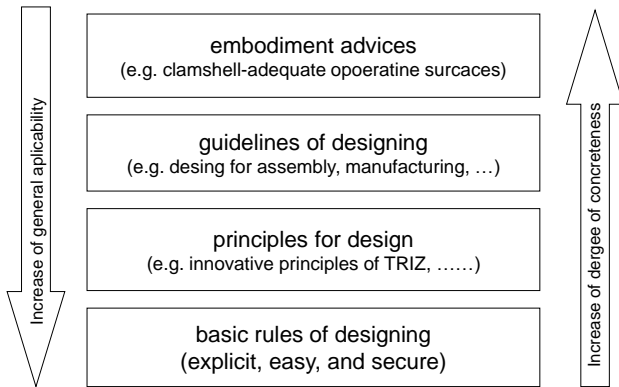 embodiment advices
(e.g. clamshell-adequate opoeratine surcaces)
guidelines of designing
(e.g. desing for assembly, manufacturing, …)
principles for design
(e.g. innovative principles of TRIZ, ……)
basic rules of designing
(explicit, easy, and secure)
Increase of general aplicability
Increase of dergee of concreteness